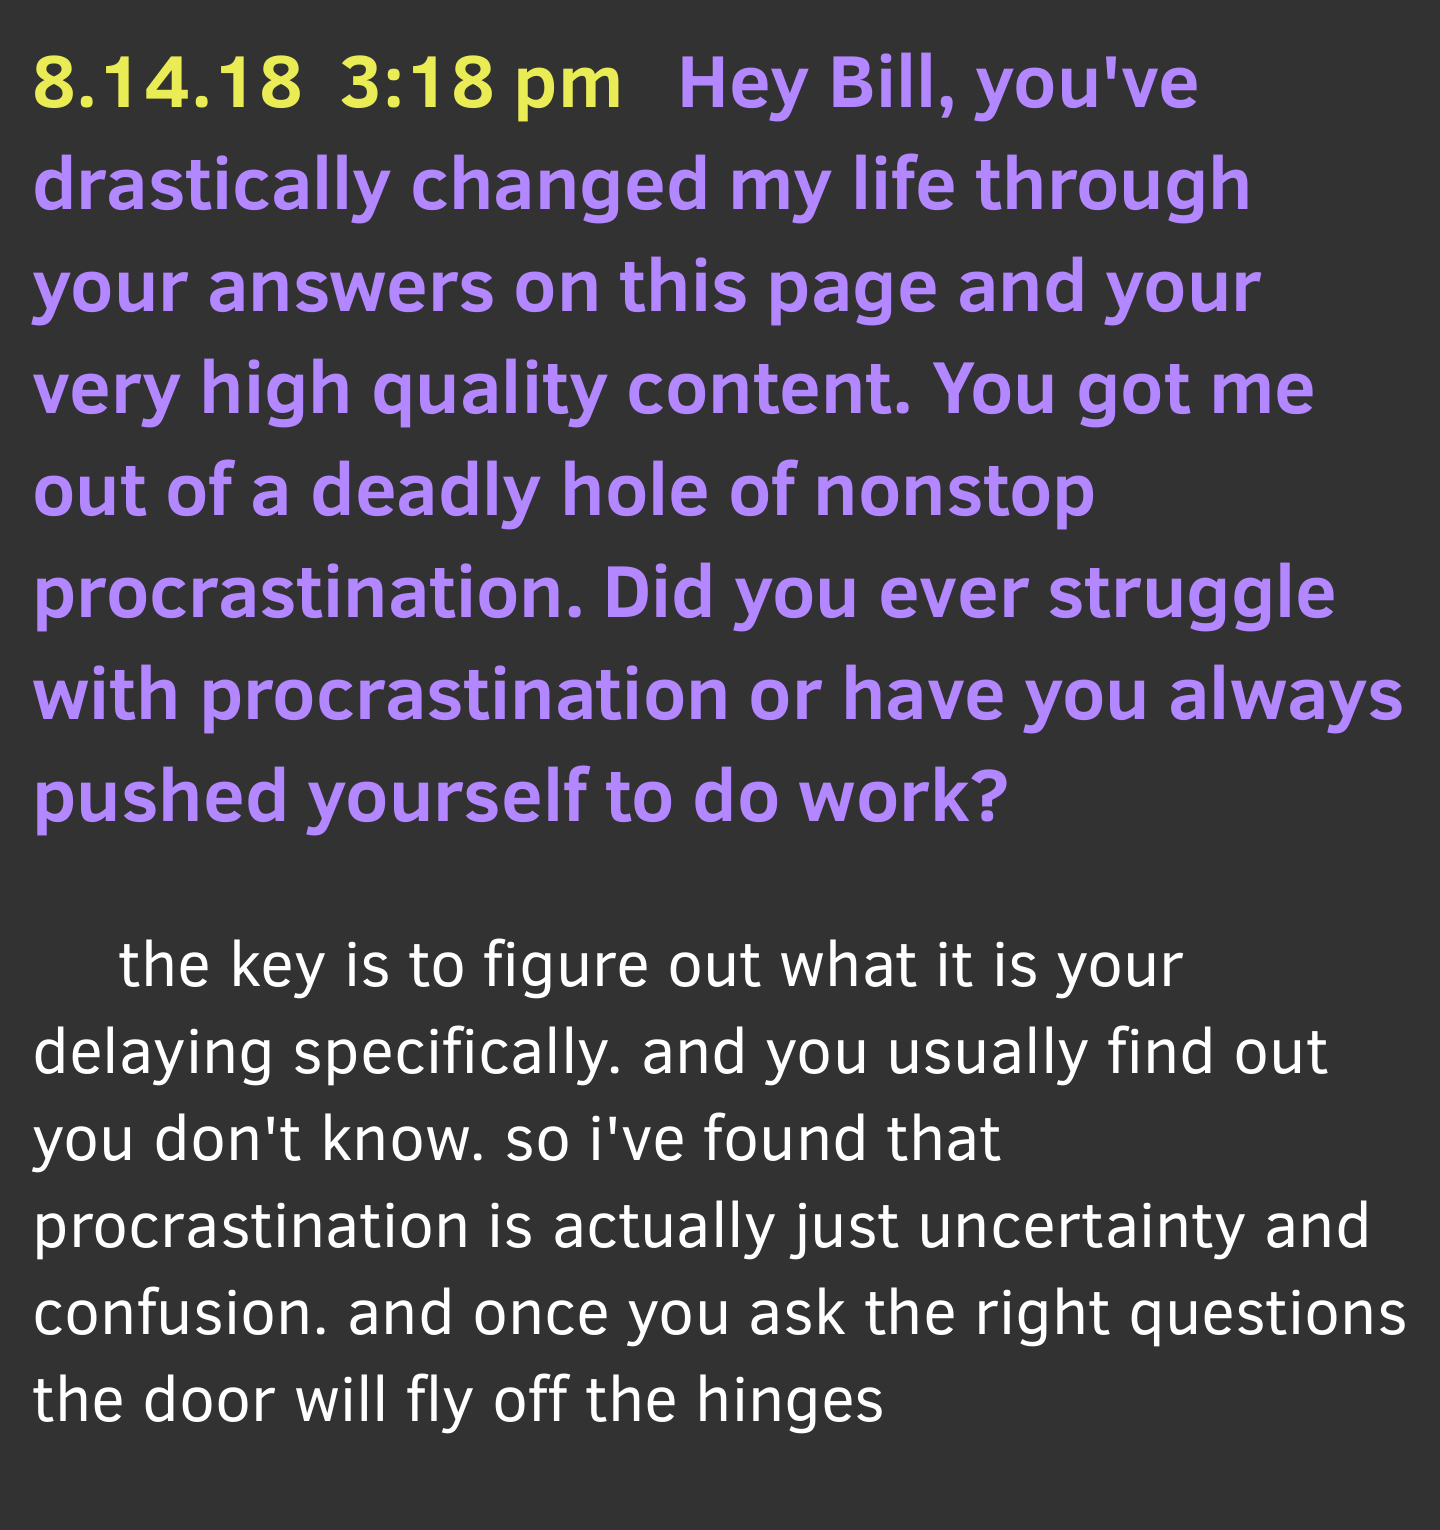 8.14.18 3:18 pm Hey Bill, you've
drastically changed my life through
your answers on this page and your
very high quality content. You got me
out of a deadly hole of nonstop
procrastination. Did you ever struggle
with procrastination or have you always
pushed yourself to do work?
the key is to figure out what it is your
delaying specifically. and you usually find out
you don't know. so i've found that
procrastination is actually just uncertainty and
confusion. and once you ask the right questions
the door will fly off the hinges